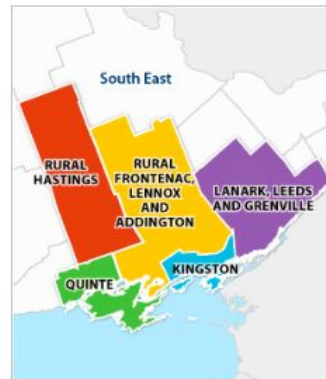 South East
RURAL
HASTINGS
RURAL
FRONTENAC,
LENNOX
AND
ADDINGTON
LANARK, LEEDS
AND GRENVILLE
KINGSTON
QUINTE